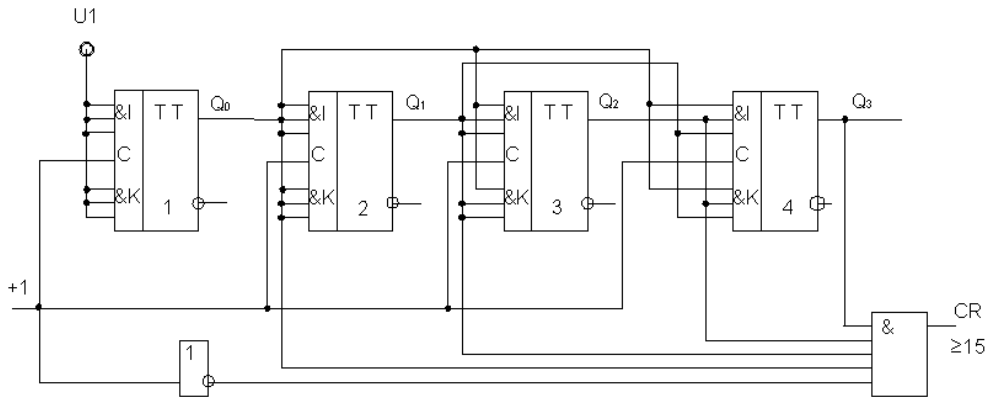 U1
&I TT Q₀
C
&K 1
&I TT Q₁
C
&K 2
&I TT Q₂
C
&K 3
&I TT Q₃
C
&K 4
+1
1
& CR
≥15